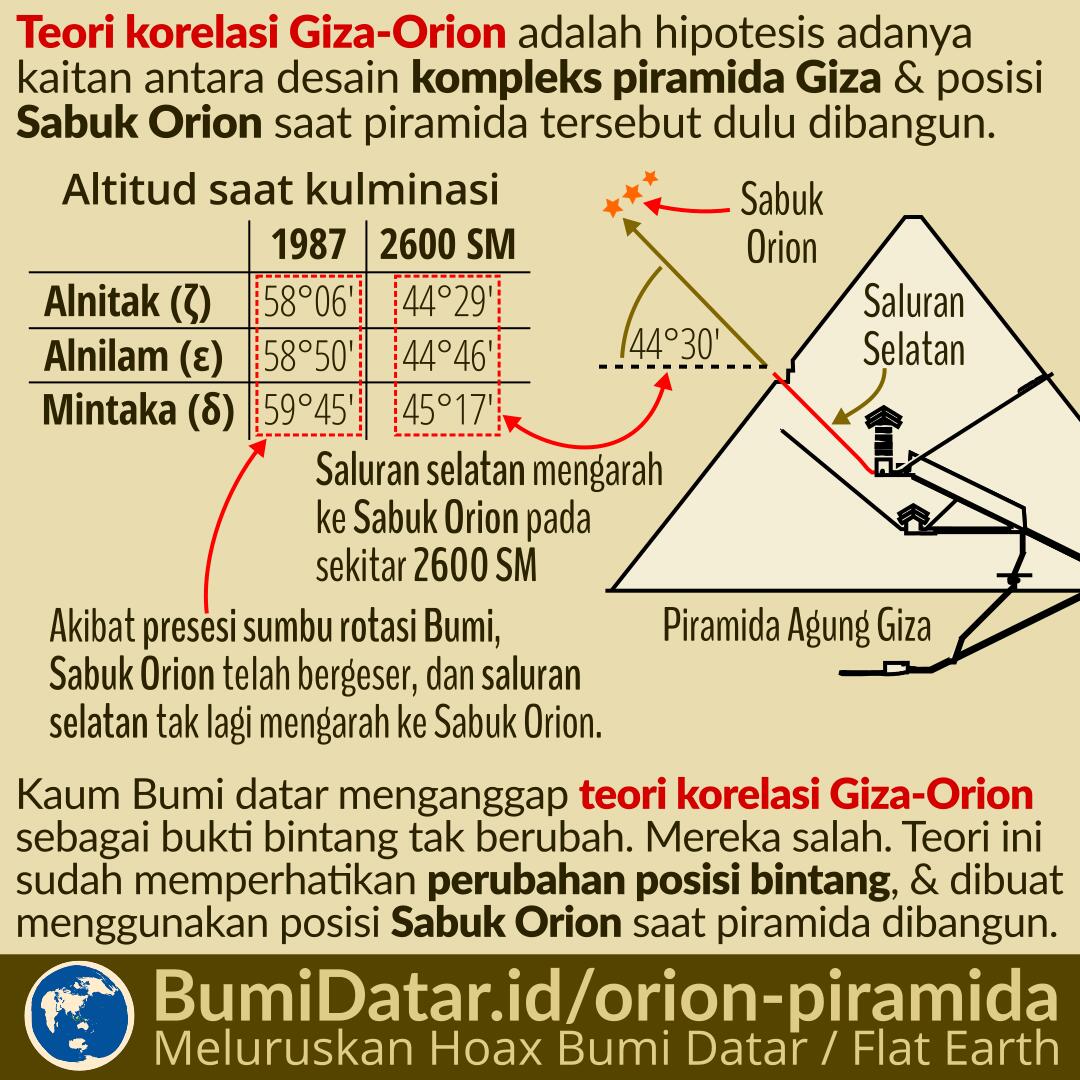 Teori korelasi Giza-Orion adalah hipotesis adanya
kaitan antara desain kompleks piramida Giza & posisi
Sabuk Orion saat piramida tersebut dulu dibangun.
Altitud saat kulminasi
1987 2600 SM
Alnitak (ζ) 58°06' 44°29'
Alnilam (ε) 58°50' 44°46'
Mintaka (δ) 59°45' 45°17'
Sabuk
Orion
Saluran
Selatan
44°30'
Saluran selatan mengarah
ke Sabuk Orion pada
sekitar 2600 SM
Akibat presesi sumbu rotasi Bumi,
Sabuk Orion telah bergeser, dan saluran
selatan tak lagi mengarah ke Sabuk Orion.
Piramida Agung Giza
Kaum Bumi datar menganggap teori korelasi Giza-Orion
sebagai bukti bintang tak berubah. Mereka salah. Teori ini
sudah memperhatikan perubahan posisi bintang, & dibuat
menggunakan posisi Sabuk Orion saat piramida dibangun.
BumiDatar.id/orion-piramida
Meluruskan Hoax Bumi Datar / Flat Earth